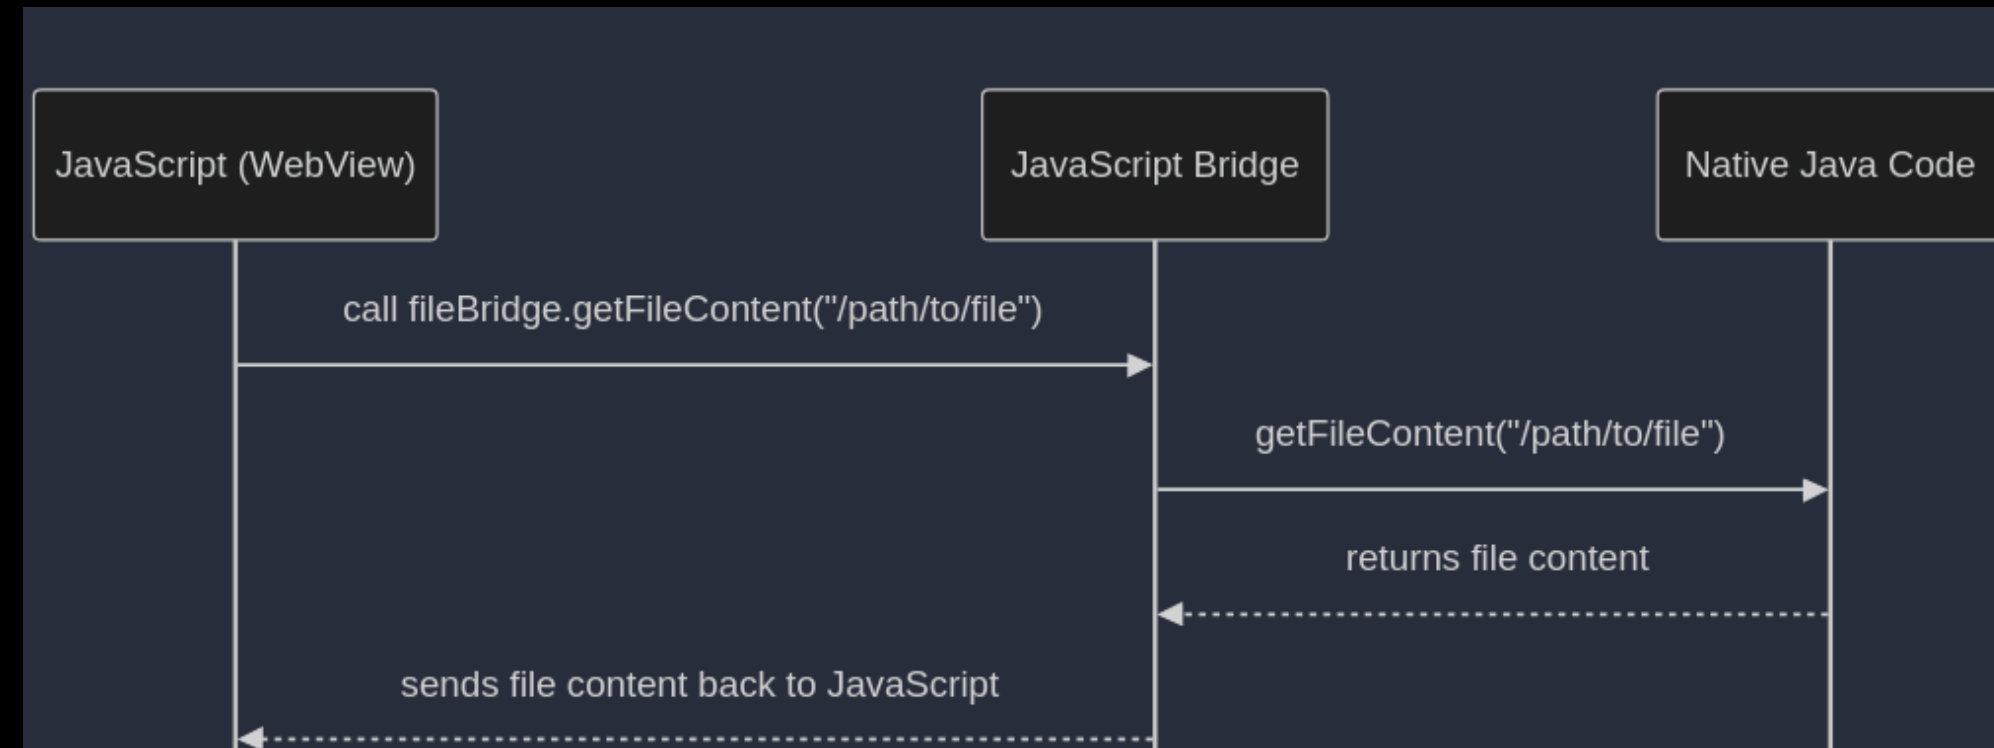 JavaScript (WebView)
JavaScript Bridge
Native Java Code
call fileBridge.getFileContent("/path/to/file")
getFileContent("/path/to/file")
returns file content
sends file content back to JavaScript